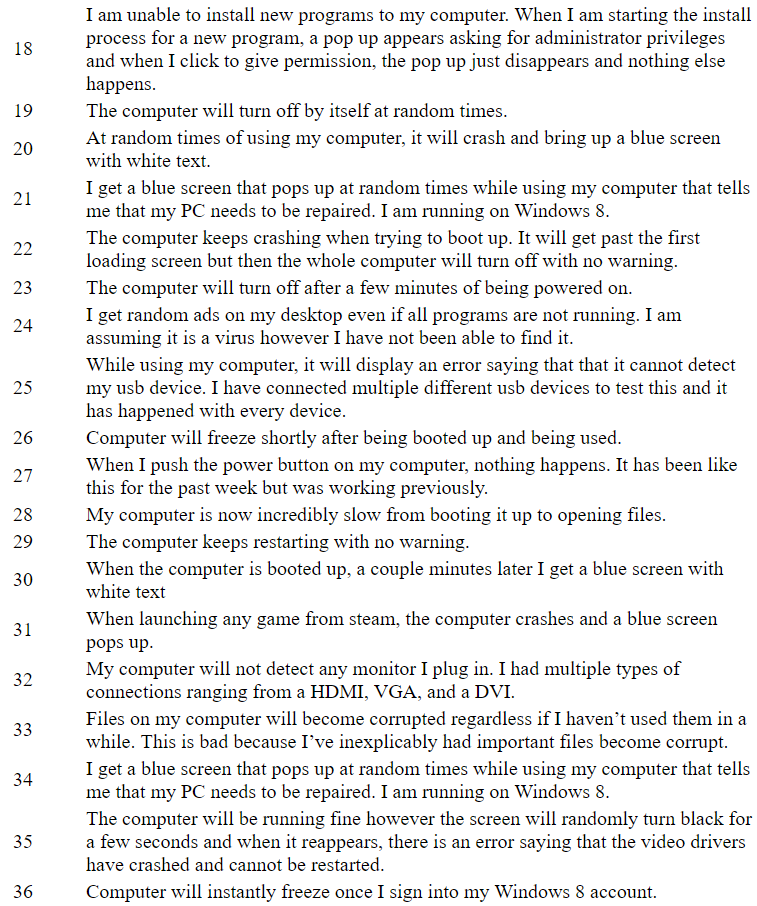 I am unable to install new programs to my computer. When I am starting the install
process for a new program, a pop up appears asking for administrator privileges
18
and when I click to give permission, the pop up just disappears and nothing else
happens.
19 The computer will turn off by itself at random times.
At random times of using my computer, it will crash and bring up a blue screen
20
with white text.
I get a blue screen that pops up at random times while using my computer that tells
21
me that my PC needs to be repaired. I am running on Windows 8.
The computer keeps crashing when trying to boot up. It will get past the first
22
loading screen but then the whole computer will turn off with no warning.
23 The computer will turn off after a few minutes of being powered on.
I get random ads on my desktop even if all programs are not running. I am
24
assuming it is a virus however I have not been able to find it.
While using my computer, it will display an error saying that that it cannot detect
25 my usb device. I have connected multiple different usb devices to test this and it
has happened with every device.
26 Computer will freeze shortly after being booted up and being used.
When I push the power button on my computer, nothing happens. It has been like
27
this for the past week but was working previously.
28 My computer is now incredibly slow from booting it up to opening files.
29 The computer keeps restarting with no warning.
When the computer is booted up, a couple minutes later I get a blue screen with
30
white text
When launching any game from steam, the computer crashes and a blue screen
31
pops up.
My computer will not detect any monitor I plug in. I had multiple types of
32
connections ranging from a HDMI, VGA, and a DVI.
Files on my computer will become corrupted regardless if I haven’t used them in a
33
while. This is bad because I’ve inexplicably had important files become corrupt.
I get a blue screen that pops up at random times while using my computer that tells
34
me that my PC needs to be repaired. I am running on Windows 8.
The computer will be running fine however the screen will randomly turn black for
35 a few seconds and when it reappears, there is an error saying that the video drivers
have crashed and cannot be restarted.
36 Computer will instantly freeze once I sign into my Windows 8 account.